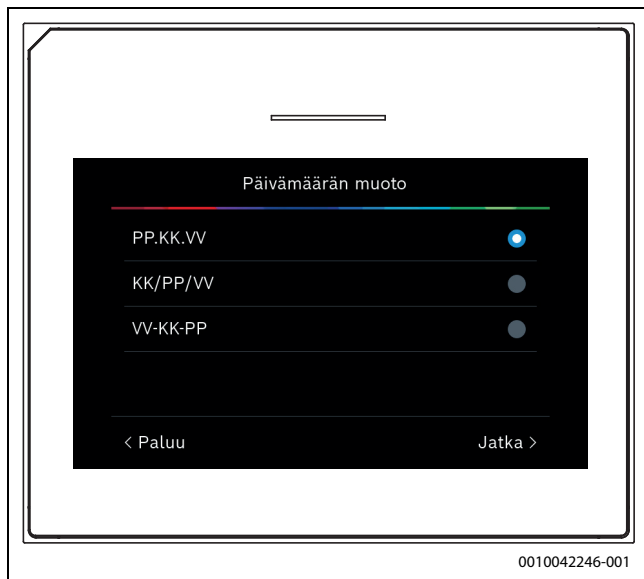 Päivämäärän muoto
PP.KK.VV
KK/PP/VV
VV-KK-PP
< Paluu
Jatka >
0010042246-001